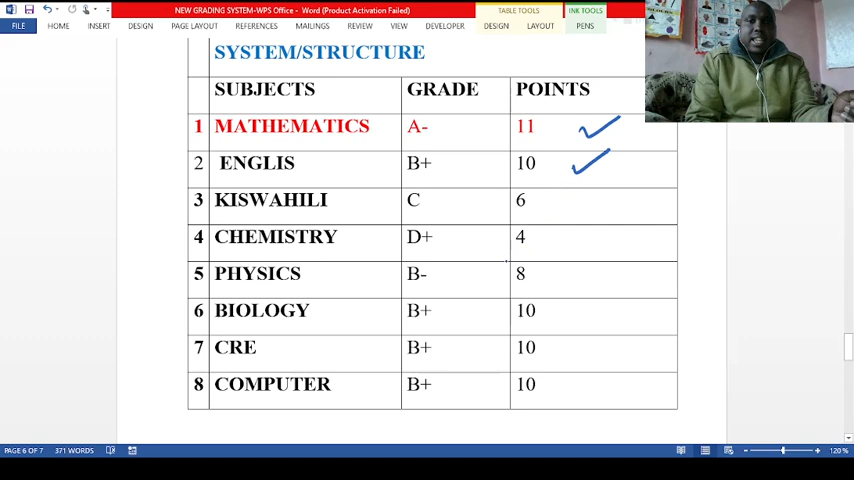 NEW GRADING SYSTEM-WPS Office - Word (Product Activation Failed)
TABLE TOOLS
INK TOOLS
FILE HOME INSERT DESIGN PAGE LAYOUT REFERENCES MAILINGS REVIEW VIEW DEVELOPER DESIGN LAYOUT PENS
SYSTEM/STRUCTURE
SUBJECTS GRADE POINTS
1 MATHEMATICS A- 11
2 ENGLIS B+ 10
3 KISWAHILI C 6
4 CHEMISTRY D+ 4
5 PHYSICS B- 8
6 BIOLOGY B+ 10
7 CRE B+ 10
8 COMPUTER B+ 10
PAGE 6 OF 7 371 WORDS 120 %